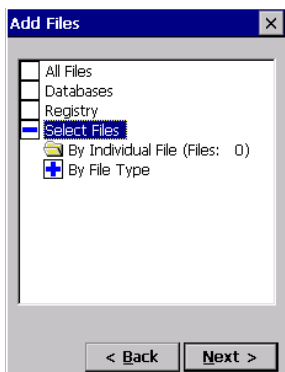 Add Files
All Files
Databases
Registry
Select Files
By Individual File (Files: 0)
By File Type
< Back Next >